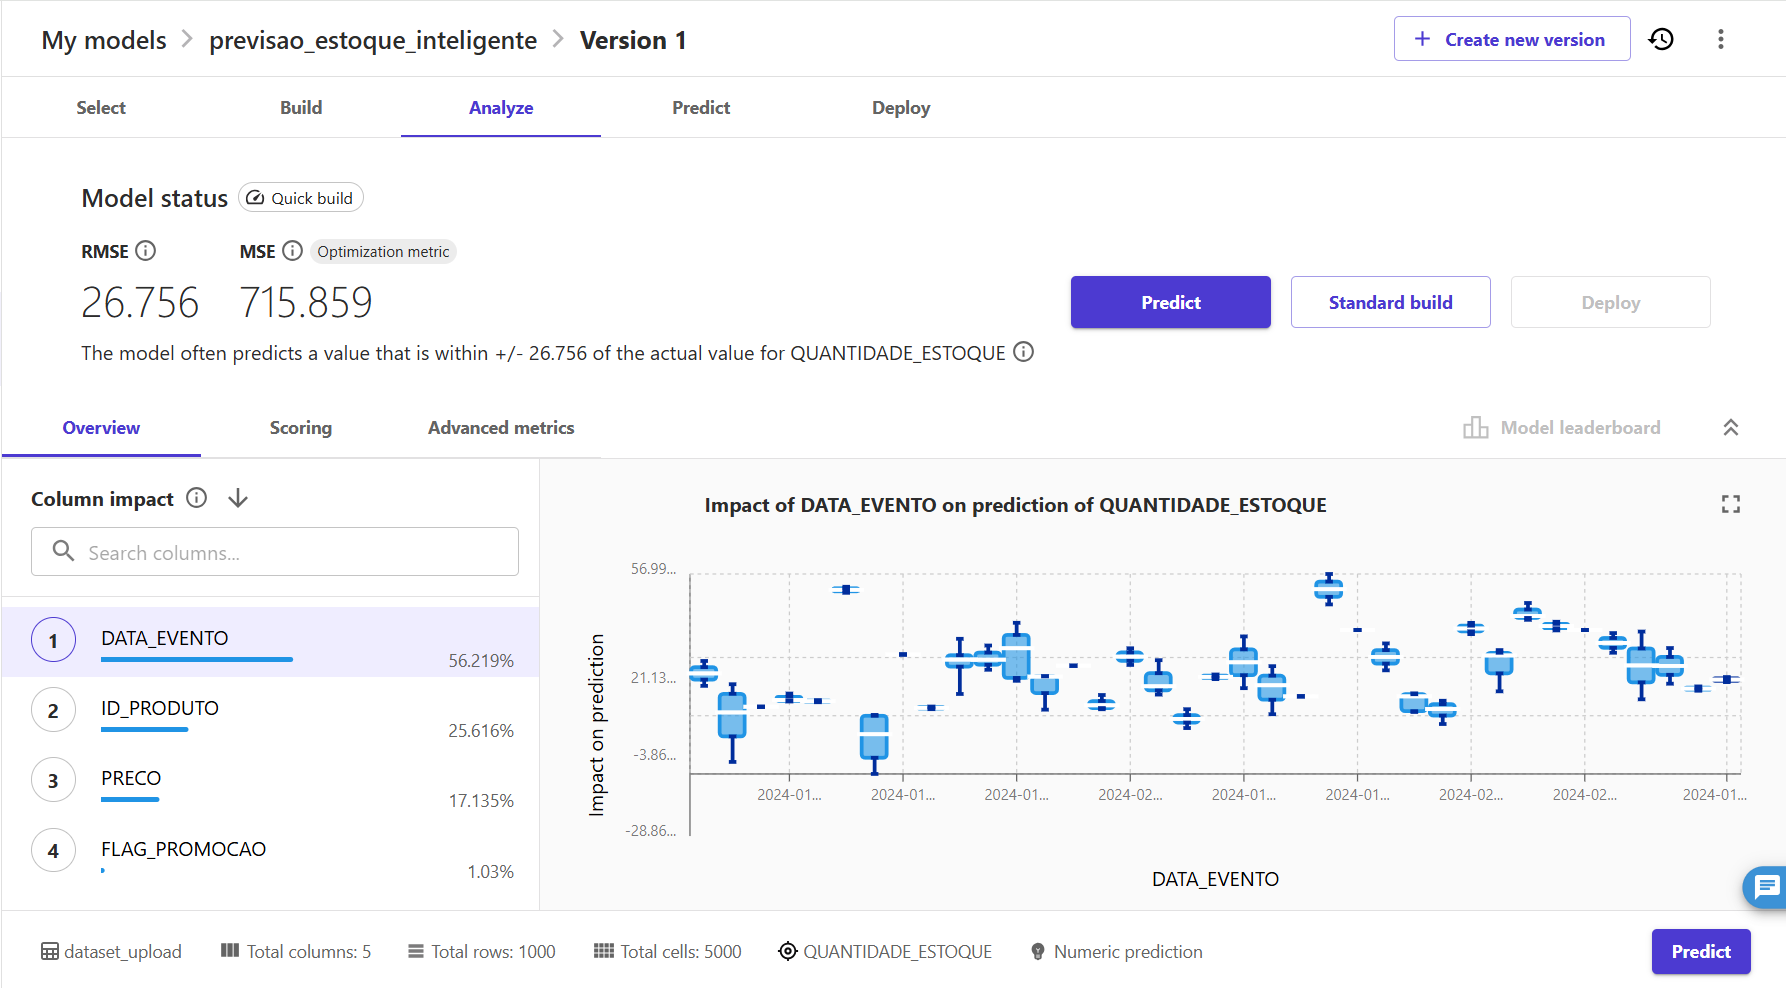 My models > previsao_estoque_inteligente > Version 1
+ Create new version
Select Build Analyze Predict Deploy
Model status Quick build
RMSE MSE Optimization metric
26.756 715.859
Predict Standard build Deploy
The model often predicts a value that is within +/- 26.756 of the actual value for QUANTIDADE_ESTOQUE
Overview Scoring Advanced metrics Model leaderboard
Column impact
Search columns...
1 DATA_EVENTO 56.219%
2 ID_PRODUTO 25.616%
3 PRECO 17.135%
4 FLAG_PROMOCAO 1.03%
Impact of DATA_EVENTO on prediction of QUANTIDADE_ESTOQUE
Impact on prediction
56.99...
21.13...
-3.86...
-28.86...
2024-01... 2024-01... 2024-01... 2024-02... 2024-01... 2024-01... 2024-02... 2024-02... 2024-01...
DATA_EVENTO
dataset_upload Total columns: 5 Total rows: 1000 Total cells: 5000 QUANTIDADE_ESTOQUE Numeric prediction
Predict